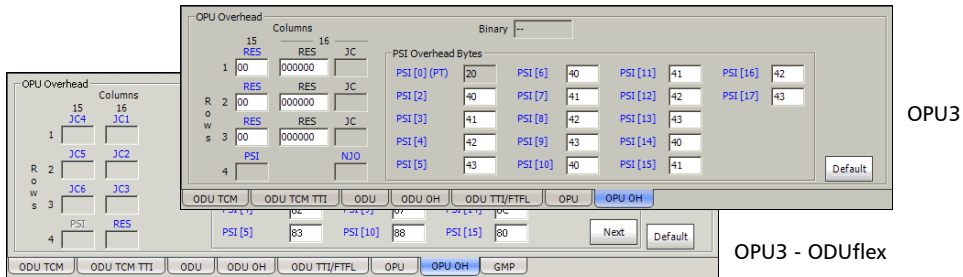 OPU Overhead
Columns
Binary --
15 16
RES RES JC
1 00 000000
RES RES JC
R o w s
2 00 000000
RES RES JC
3 00 000000
PSI NJO
4
PSI Overhead Bytes
PSI [0] (PT) 20 PSI [6] 40 PSI [11] 41 PSI [16] 42
PSI [2] 40 PSI [7] 41 PSI [12] 42 PSI [17] 43
PSI [3] 41 PSI [8] 42 PSI [13] 43
PSI [4] 42 PSI [9] 43 PSI [14] 40
PSI [5] 43 PSI [10] 40 PSI [15] 41
Default
ODU TCM ODU TCM TTI ODU ODU OH ODU TTI/FTFL OPU OPU OH
OPU3
OPU Overhead
Columns
15 16
JC4 JC1
1
JC5 JC2
R o w s
2
JC6 JC3
3
PSI RES
4
PSI [5] 83 PSI [10] 88 PSI [15] 80
Next Default
ODU TCM ODU TCM TTI ODU ODU OH ODU TTI/FTFL OPU OPU OH GMP
OPU3 - ODUflex